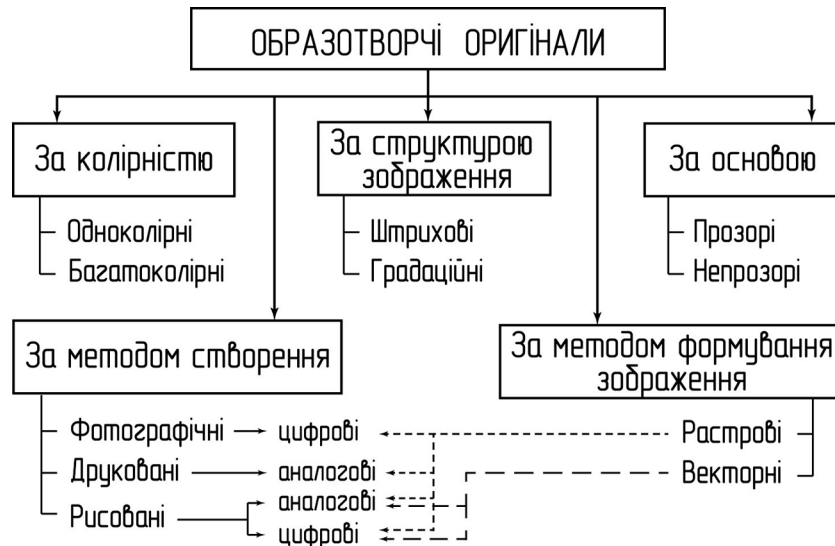 ОБРАЗОТВОРЧІ ОРИГІНАЛИ
За колірністю
Одноколірні
Багатоколірні
За структурою
зображення
Штрихові
Градаційні
За основою
Прозорі
Непрозорі
За методом створення
Фотографічні
цифрові
Друковані
аналогові
Рисовані
аналогові
цифрові
За методом формування
зображення
Растрові
Векторні